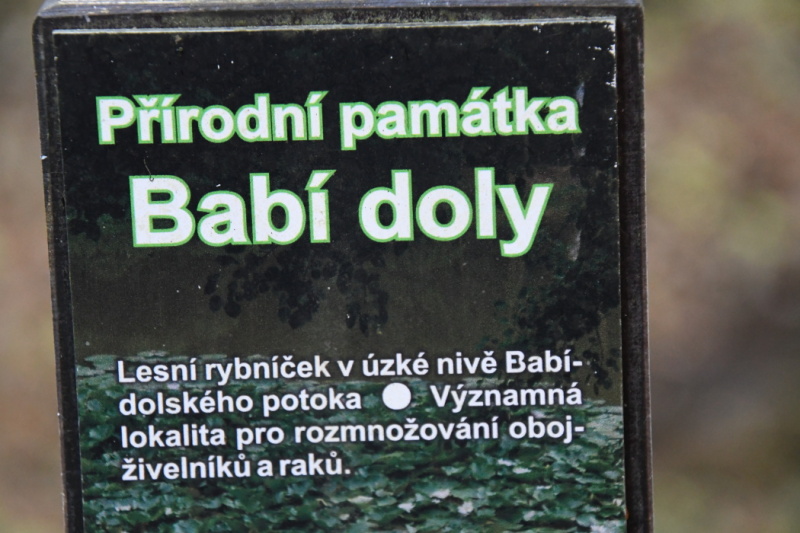 Přírodní památka
Babí doly
Lesní rybníček v úzké nivě Babí-
dolského potoka ● Významná
lokalita pro rozmnožování oboj-
živelníků a raků.